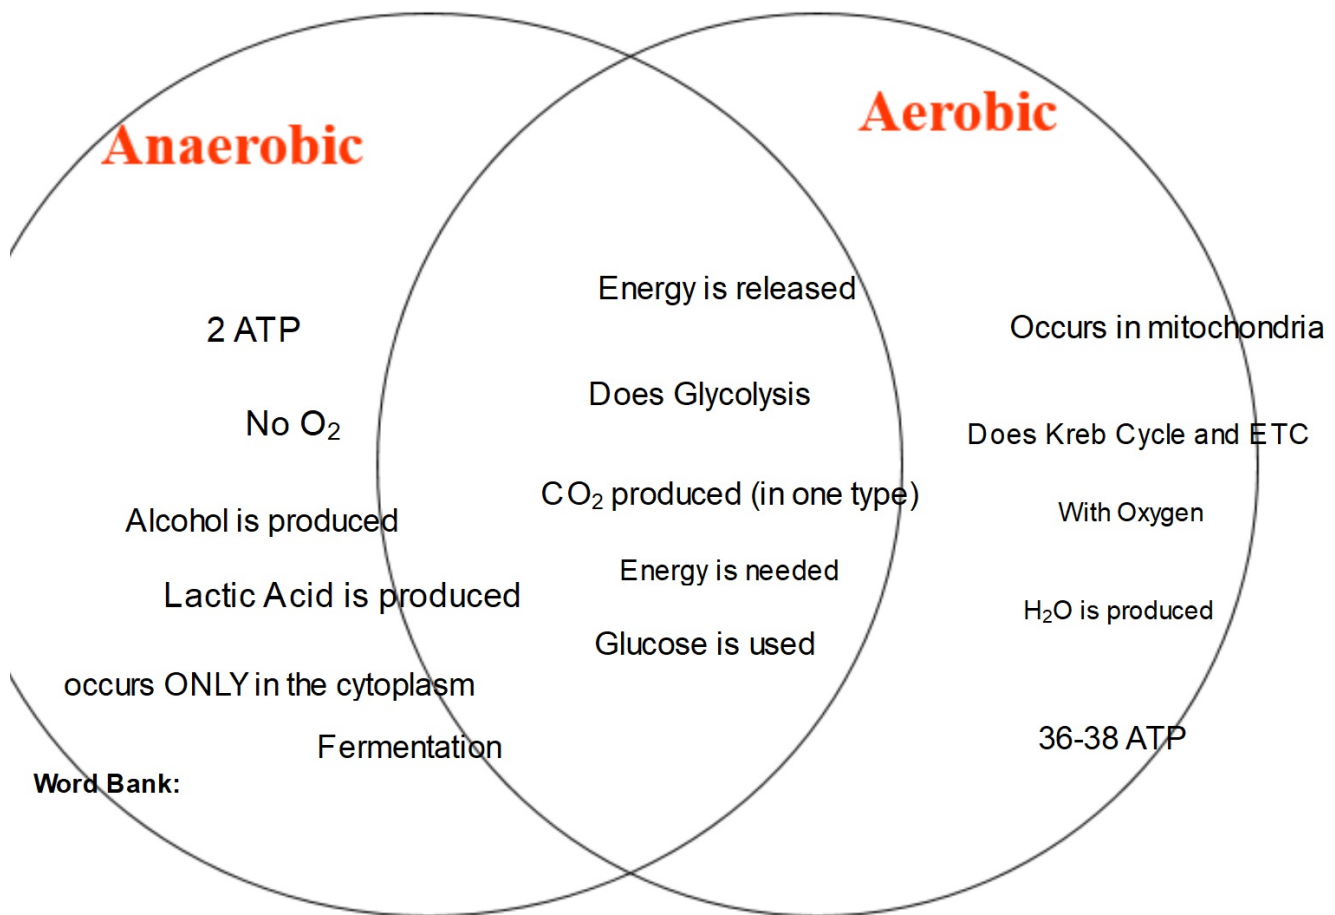 Anaerobic
2 ATP
No O₂
Alcohol is produced
Lactic Acid is produced
occurs ONLY in the cytoplasm
Fermentation
Word Bank:
Energy is released
Does Glycolysis
CO₂ produced (in one type)
Energy is needed
Glucose is used
Aerobic
Occurs in mitochondria
Does Kreb Cycle and ETC
With Oxygen
H₂O is produced
36-38 ATP